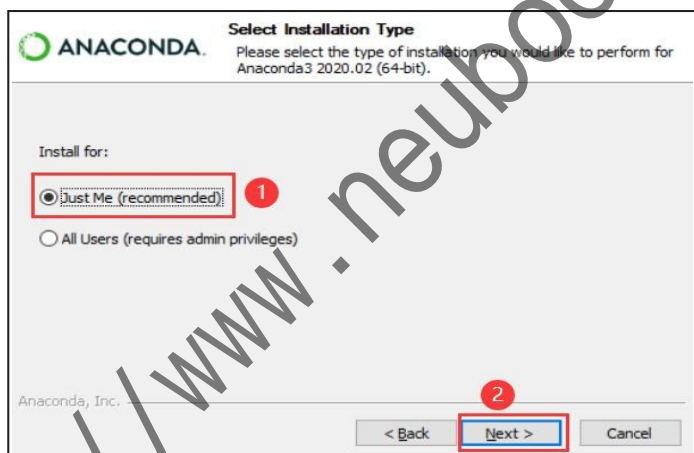 ANACONDA.
Select Installation Type
Please select the type of installation you would like to perform for
Anaconda3 2020.02 (64-bit).
Install for:
Just Me (recommended)
1
All Users (requires admin privileges)
Anaconda, Inc.
2
< Back
Next >
Cancel
//www.neuboo